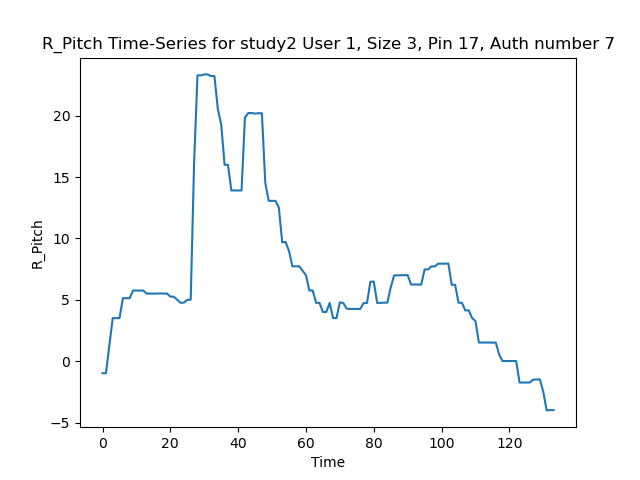 R_Pitch Time-Series for study2 User 1, Size 3, Pin 17, Auth number 7
R_Pitch
20
15
10
5
0
−5
0 20 40 60 80 100 120
Time